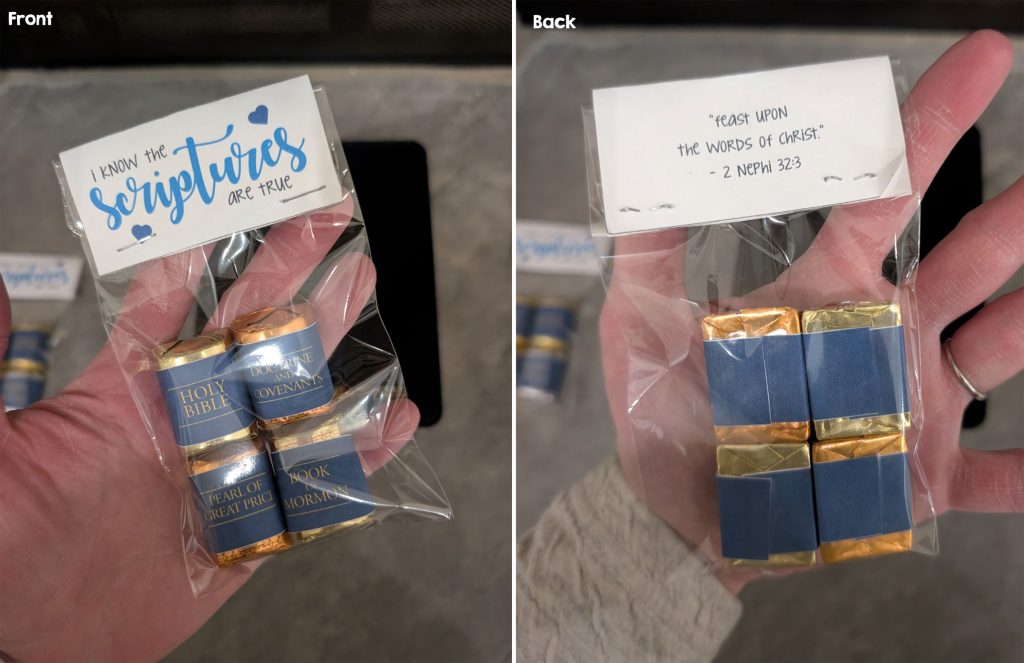 Front
i KNOW the
scriptures
are true
HOLY
BIBLE
DOCTRINE
AND
COVENANTS
PEARL OF
GREAT PRICE
BOOK
OF
MORMON
Back
"feast UPON
the WORDS of Christ."
- 2 Nephi 32:3